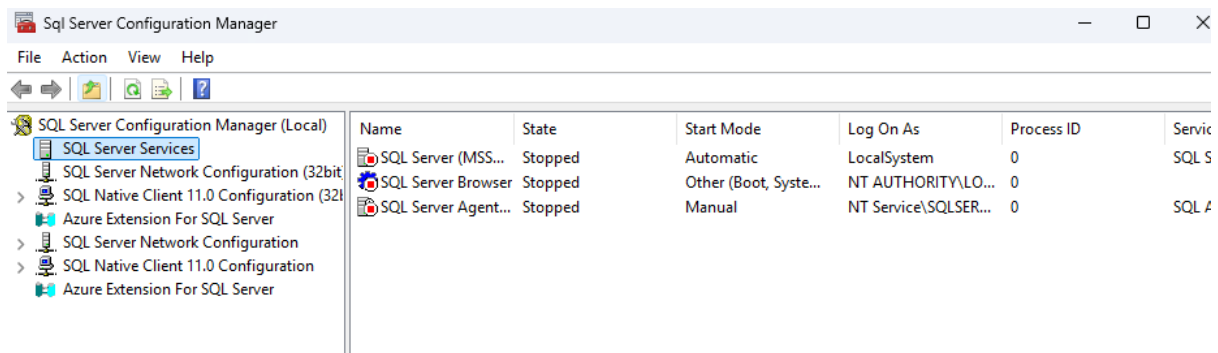 Sql Server Configuration Manager
File Action View Help
SQL Server Configuration Manager (Local)
SQL Server Services
SQL Server Network Configuration (32bit
SQL Native Client 11.0 Configuration (32
Azure Extension For SQL Server
SQL Server Network Configuration
SQL Native Client 11.0 Configuration
Azure Extension For SQL Server
Name State Start Mode Log On As Process ID Servic
SQL Server (MSS... Stopped Automatic LocalSystem 0 SQL S
SQL Server Browser Stopped Other (Boot, Syste... NT AUTHORITY\LO... 0
SQL Server Agent... Stopped Manual NT Service\SQLSER... 0 SQL A